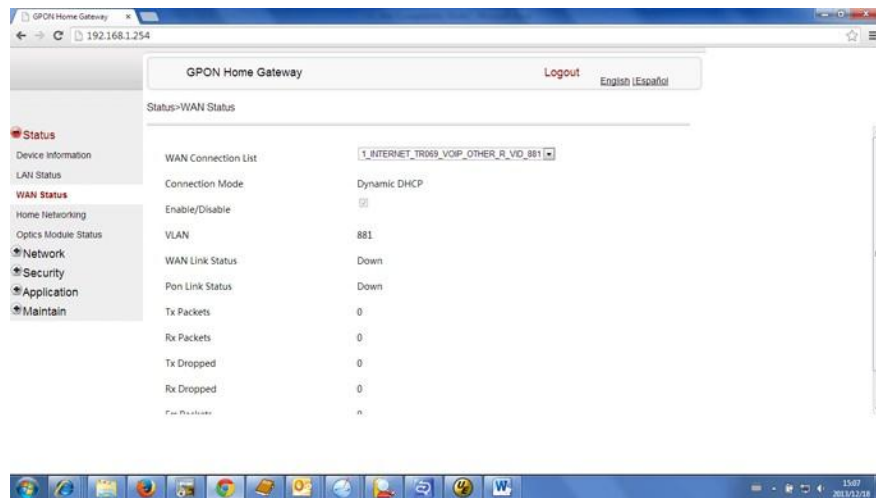 GPON Home Gateway
192.168.1.254
GPON Home Gateway
Logout
English |Español
Status>WAN Status
Status
Device Information
LAN Status
WAN Status
Home Networking
Optics Module Status
Network
Security
Application
Maintain
WAN Connection List 1_INTERNET_TR069_VOIP_OTHER_R_VID_881
Connection Mode Dynamic DHCP
Enable/Disable
VLAN 881
WAN Link Status Down
Pon Link Status Down
Tx Packets 0
Rx Packets 0
Tx Dropped 0
Rx Dropped 0
15:07
2013/12/18